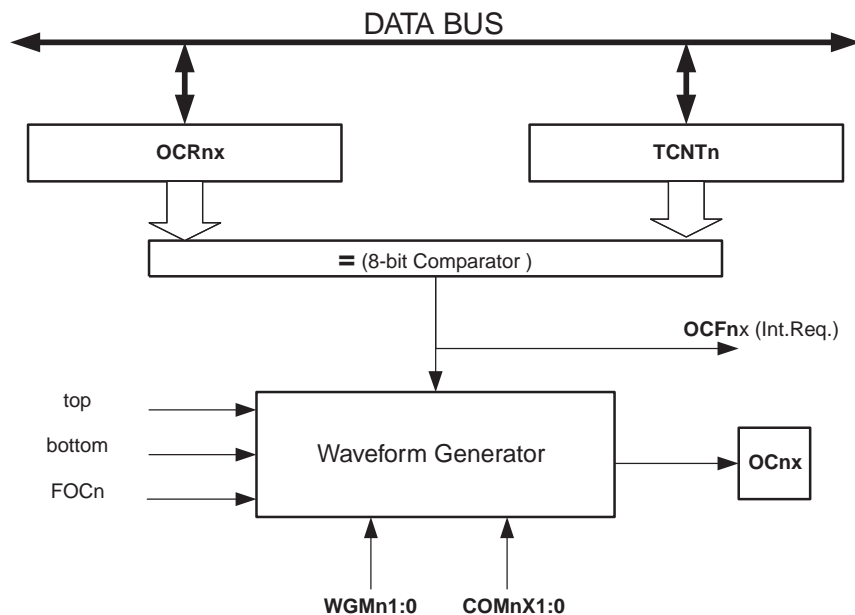 DATA BUS
OCRnx
TCNTn
= (8-bit Comparator )
OCFnx (Int.Req.)
top
bottom
FOCn
Waveform Generator
OCnx
WGMn1:0
COMnX1:0